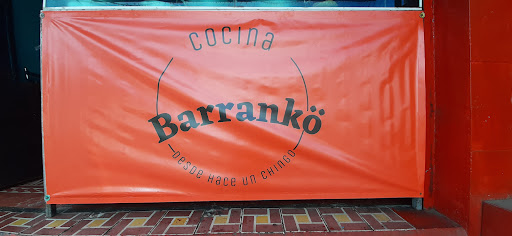 cocina
Barrankö
Desde Hace un chingo